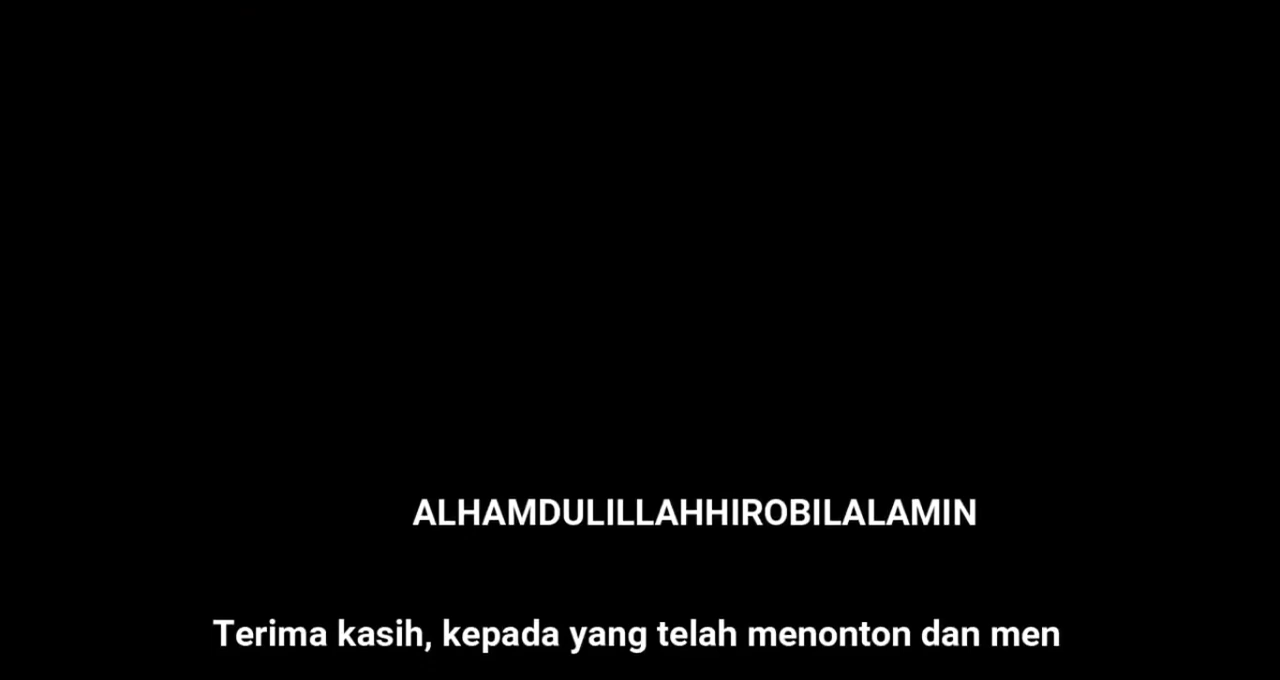 ALHAMDULILLAHHIROBILALAMIN
Terima kasih, kepada yang telah menonton dan men